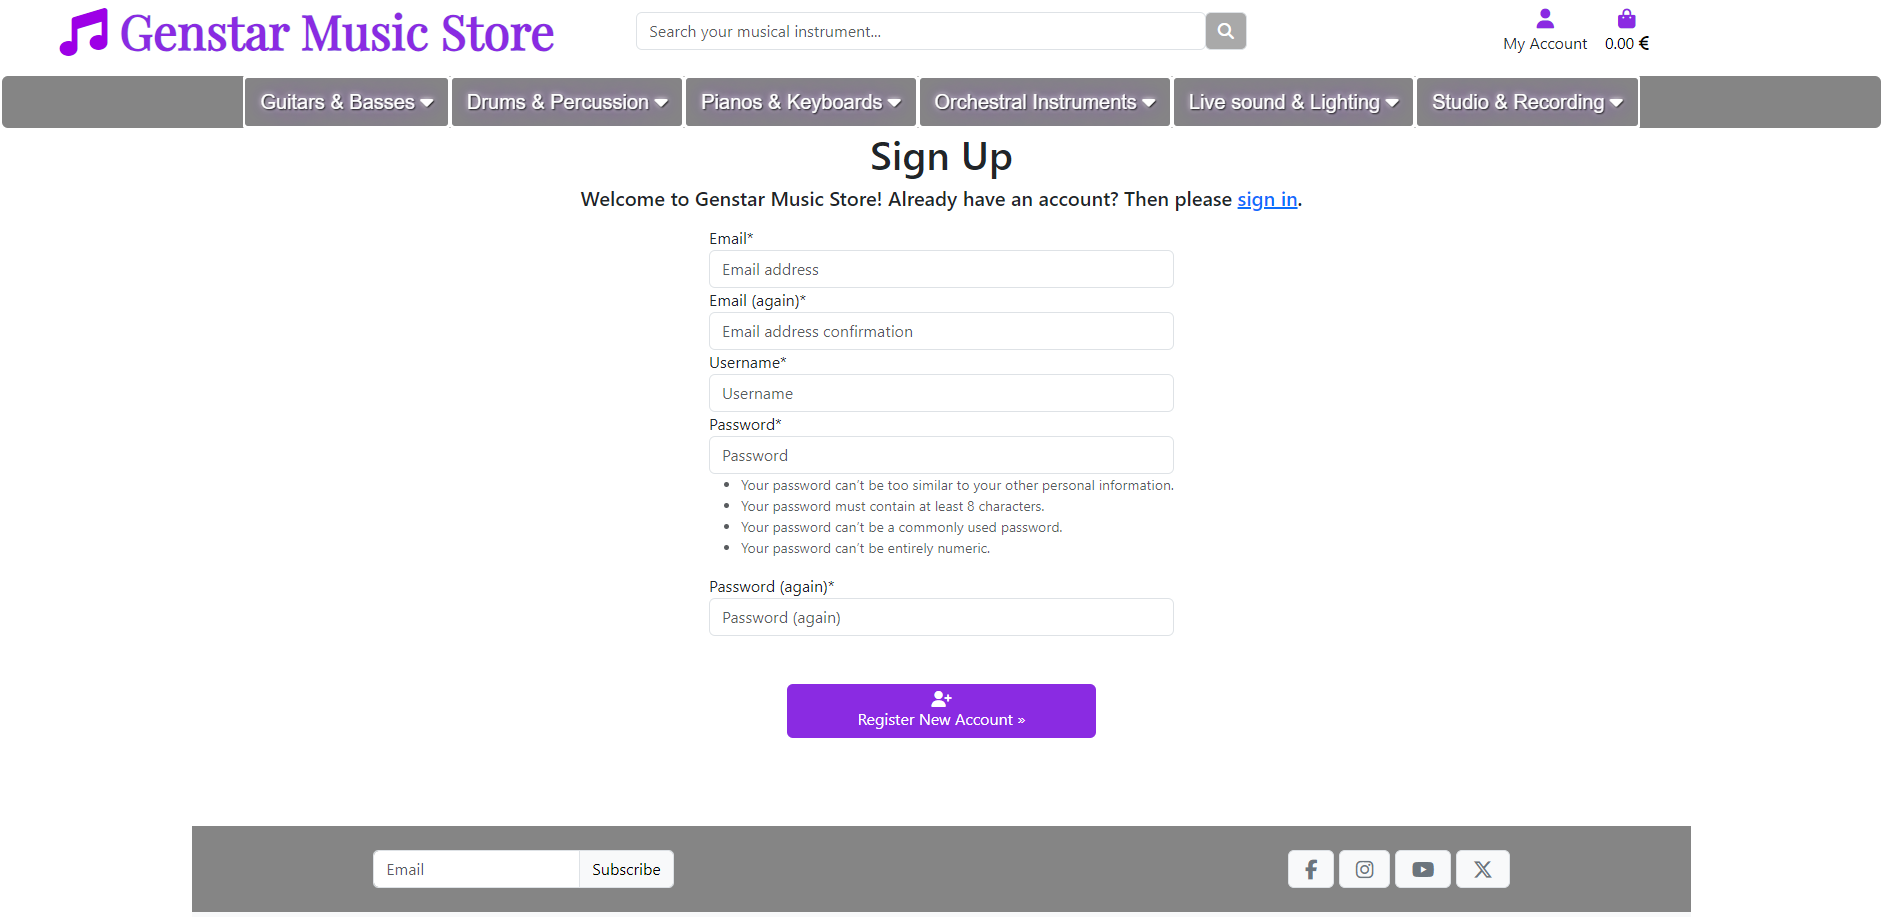 Genstar Music Store
Search your musical instrument...
My Account
0.00 €
Guitars & Basses
Drums & Percussion
Pianos & Keyboards
Orchestral Instruments
Live sound & Lighting
Studio & Recording
Sign Up
Welcome to Genstar Music Store! Already have an account? Then please sign in.
Email*
Email address
Email (again)*
Email address confirmation
Username*
Username
Password*
Password
• Your password can't be too similar to your other personal information.
• Your password must contain at least 8 characters.
• Your password can't be a commonly used password.
• Your password can't be entirely numeric.
Password (again)*
Password (again)
Register New Account »
Email
Subscribe